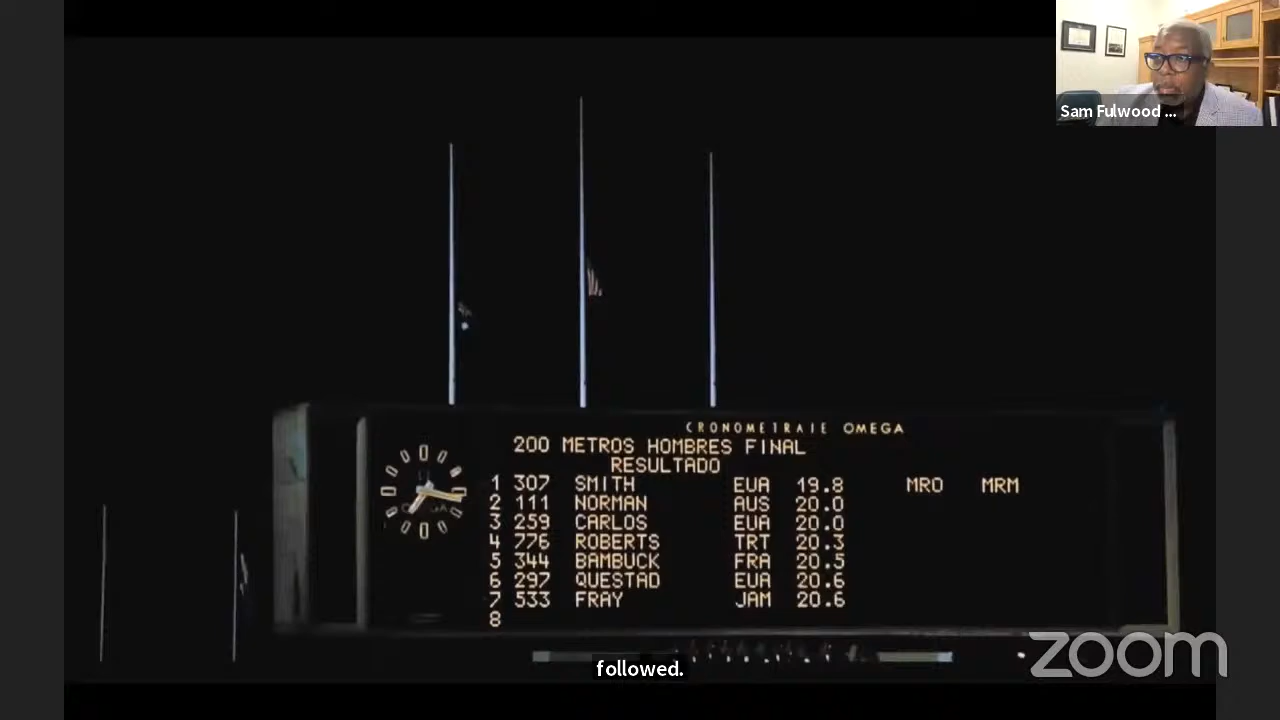 Sam Fulwood ...
CRONOMETRAJE OMEGA
200 METROS HOMBRES FINAL
RESULTADO
1 307 SMITH EUA 19.8 MRO MRM
2 111 NORMAN AUS 20.0
3 259 CARLOS EUA 20.0
4 776 ROBERTS TRT 20.3
5 344 BAMBUCK FRA 20.5
6 297 QUESTAD EUA 20.6
7 533 FRAY JAM 20.6
8
followed.
zoom